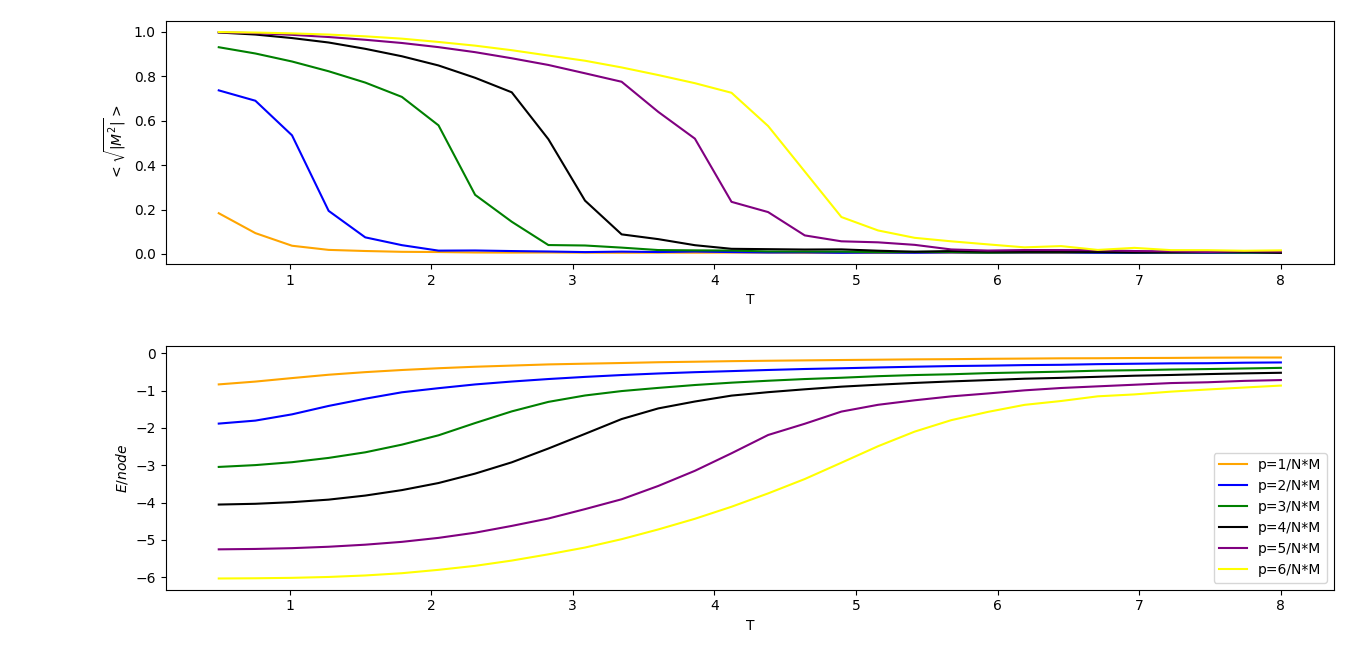 < √|M²| >
1.0
0.8
0.6
0.4
0.2
0.0
1 2 3 4 5 6 7 8
T
E/node
0
−1
−2
−3
−4
−5
−6
p=1/N*M
p=2/N*M
p=3/N*M
p=4/N*M
p=5/N*M
p=6/N*M
1 2 3 4 5 6 7 8
T